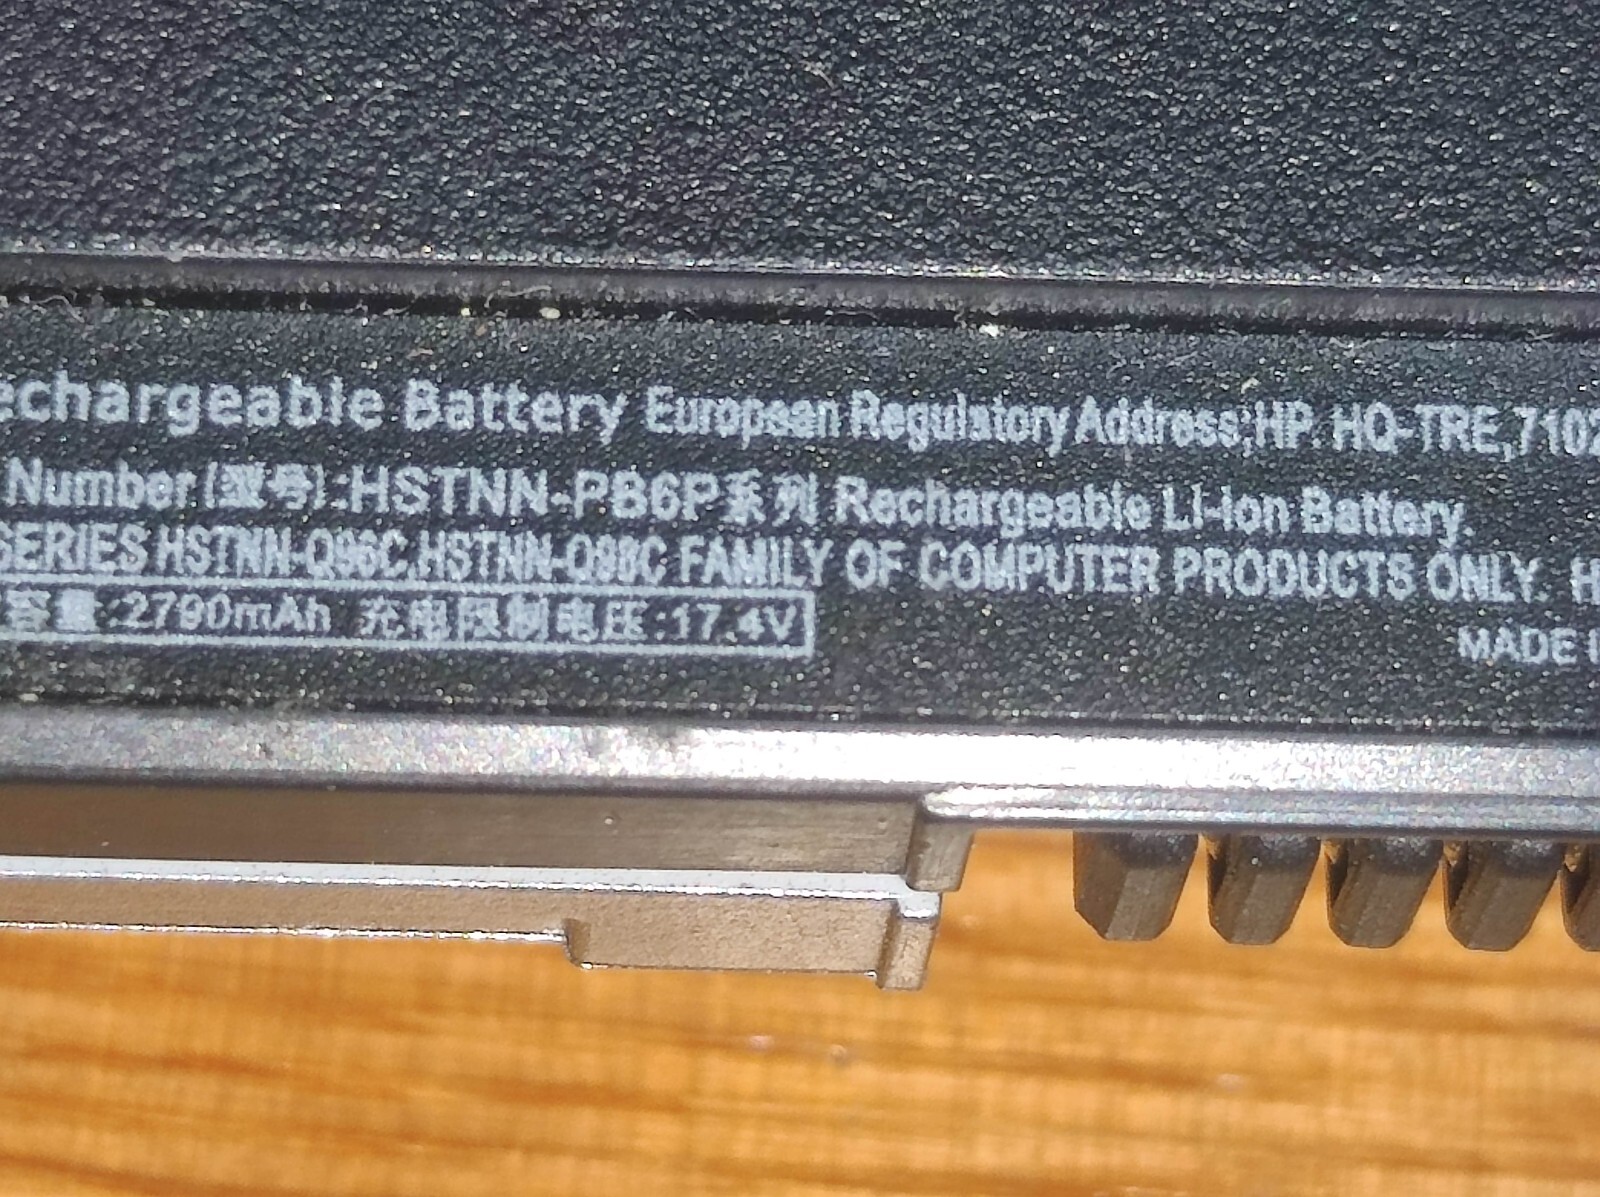 echargeable Battery European Regulatory Address;HP. HQ-TRE,7102
Number(型号):HSTNN-PB6P系列 Rechargeable Li-Ion Battery.
SERIES HSTNN-Q96C,HSTNN-Q98C FAMILY OF COMPUTER PRODUCTS ONLY. H
容量:2790mAh 充电限制电压:17.4V
MADE I